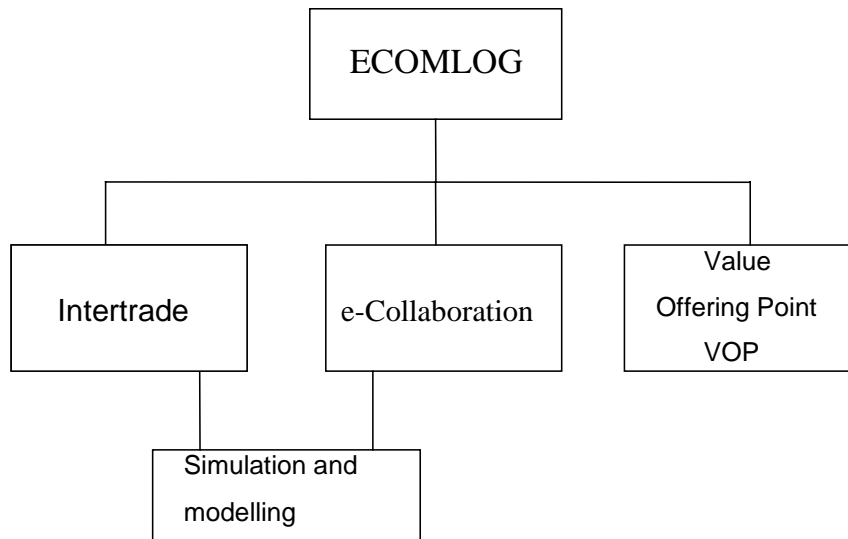 ECOMLOG
Intertrade
e-Collaboration
Value
Offering Point
VOP
Simulation and
modelling